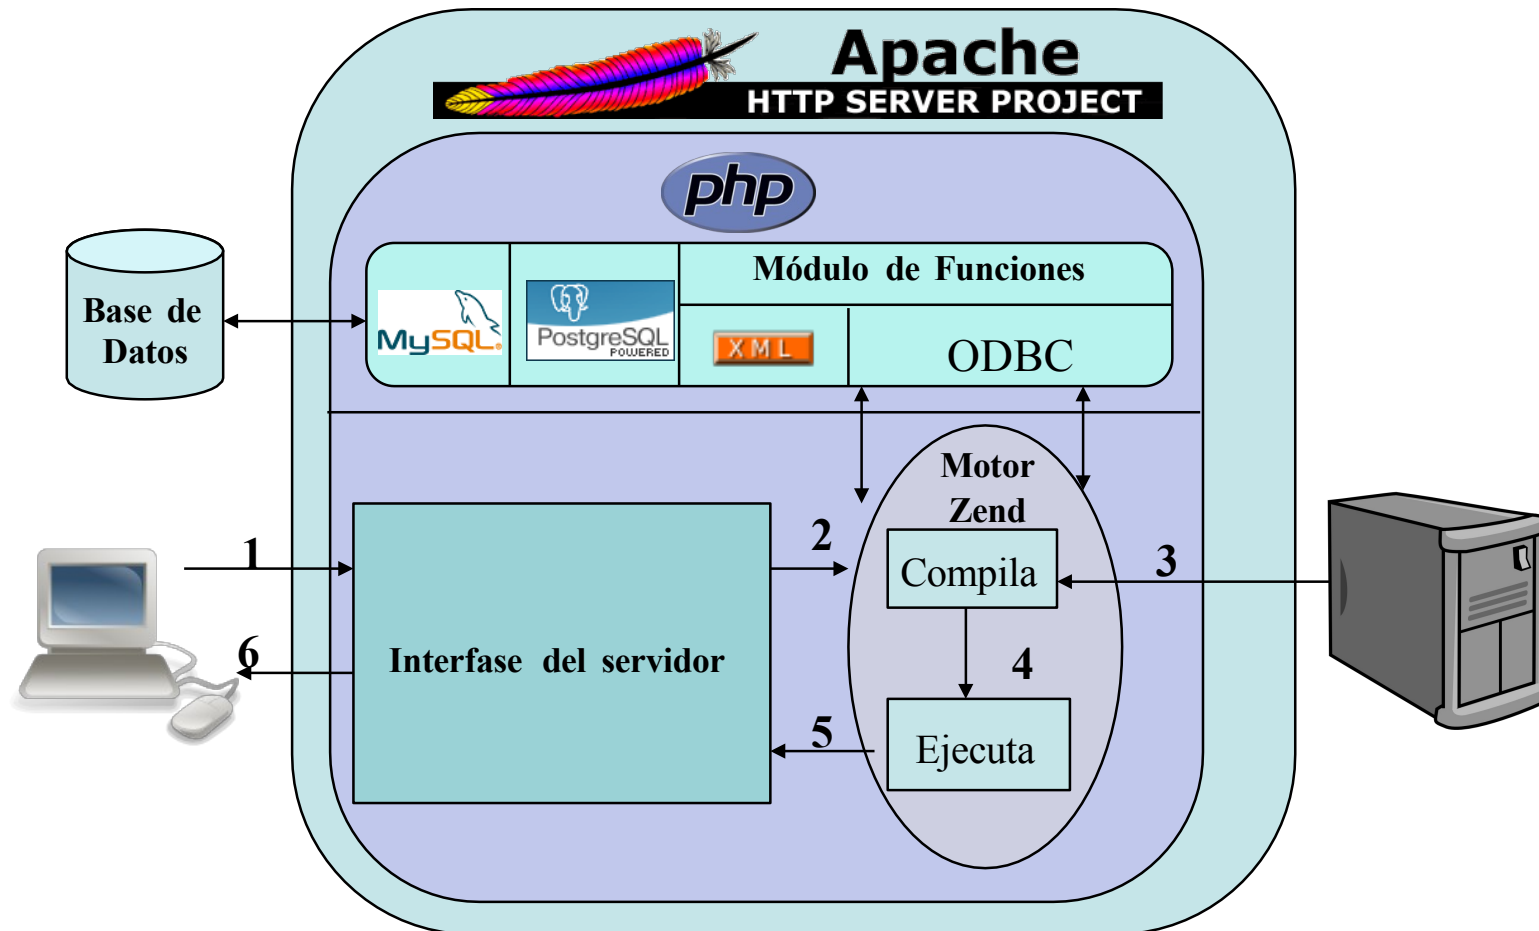 Apache
HTTP SERVER PROJECT
php
Módulo de Funciones
MySQL
PostgreSQL
POWERED
XML
ODBC
Base de
Datos
Motor
Zend
1
2
Compila
3
6
Interfase del servidor
4
5
Ejecuta